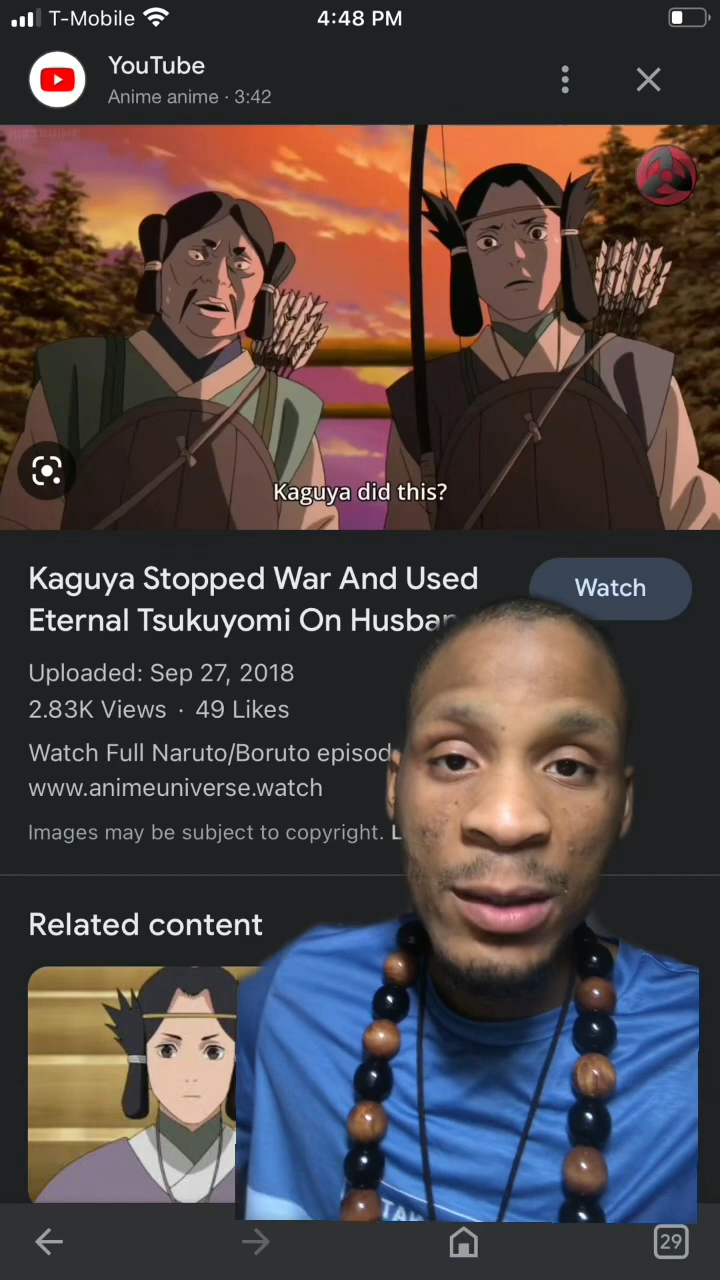 T-Mobile
4:48 PM
YouTube
Anime anime · 3:42
Kaguya did this?
Kaguya Stopped War And Used
Eternal Tsukuyomi On Husban
Watch
Uploaded: Sep 27, 2018
2.83K Views · 49 Likes
Watch Full Naruto/Boruto episod
www.animeuniverse.watch
Images may be subject to copyright. L
Related content
TAK
29